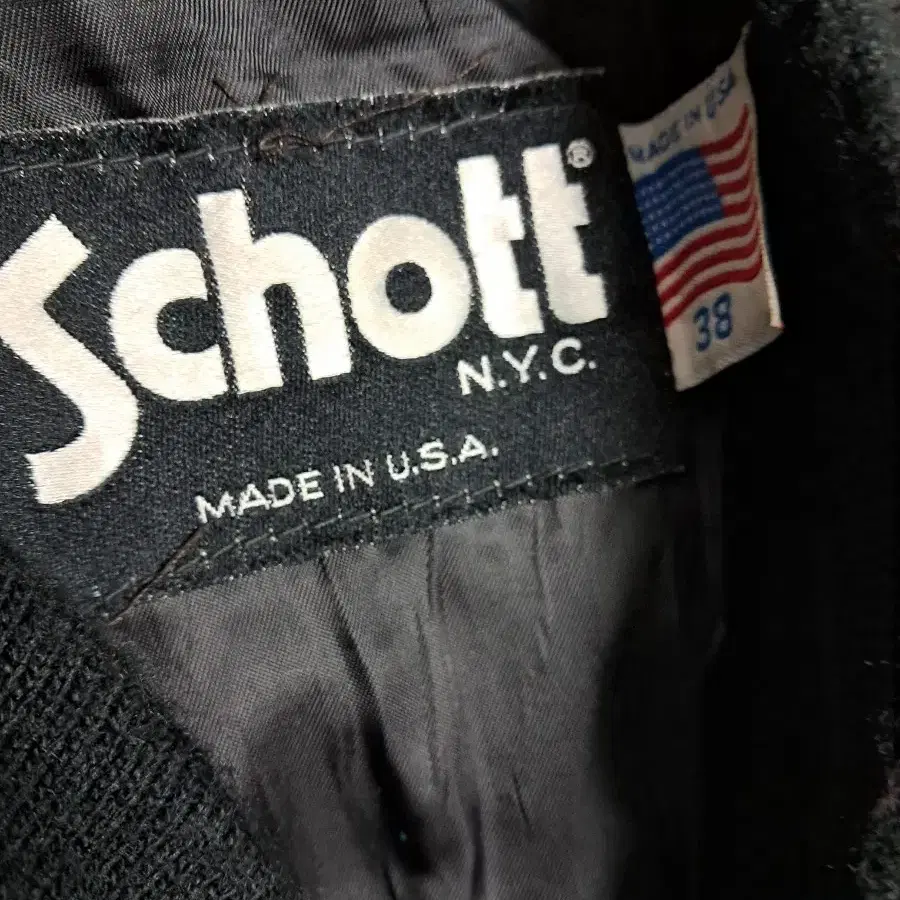 Schott®
N.Y.C.
MADE IN U.S.A.
MADE IN USA
38